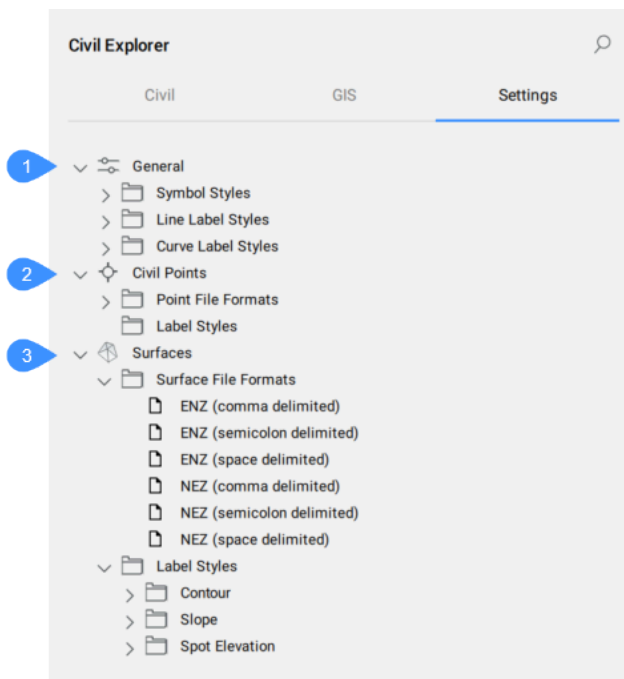 Civil Explorer
Civil GIS Settings
1 General
Symbol Styles
Line Label Styles
Curve Label Styles
2 Civil Points
Point File Formats
Label Styles
3 Surfaces
Surface File Formats
ENZ (comma delimited)
ENZ (semicolon delimited)
ENZ (space delimited)
NEZ (comma delimited)
NEZ (semicolon delimited)
NEZ (space delimited)
Label Styles
Contour
Slope
Spot Elevation